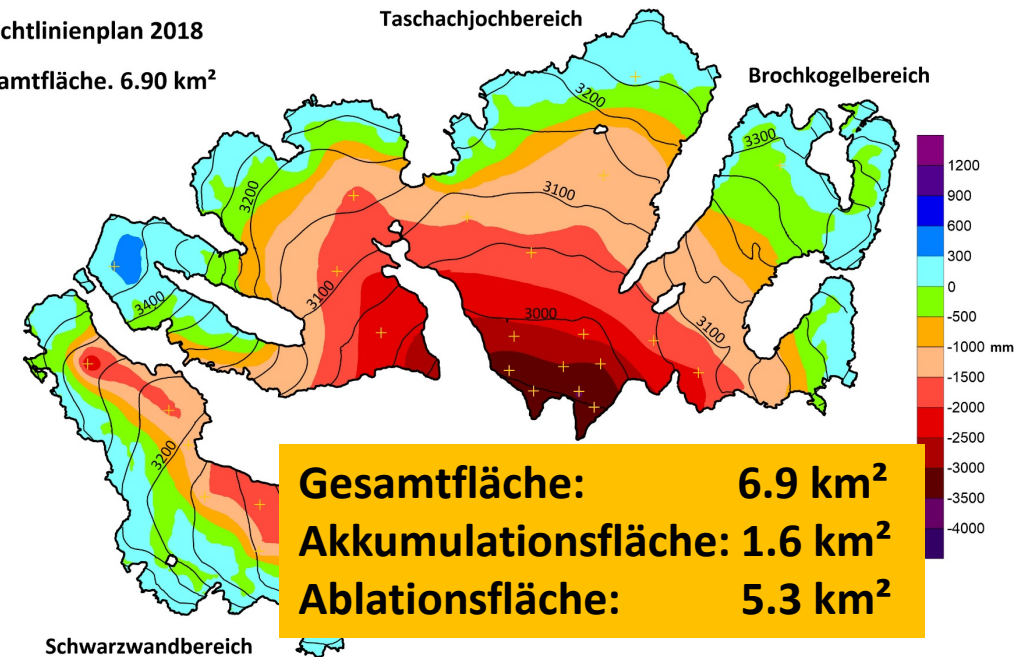 Taschachjochbereich
chtlinienplan 2018
amtfläche. 6.90 km²
Brochkogelbereich
3200
3300
3200
3100
3400
3100
3000
3100
3200
1200
900
600
300
0
-500
-1000 mm
-1500
-2000
-2500
-3000
-3500
-4000
Gesamtfläche: 6.9 km²
Akkumulationsfläche: 1.6 km²
Ablationsfläche: 5.3 km²
Schwarzwandbereich